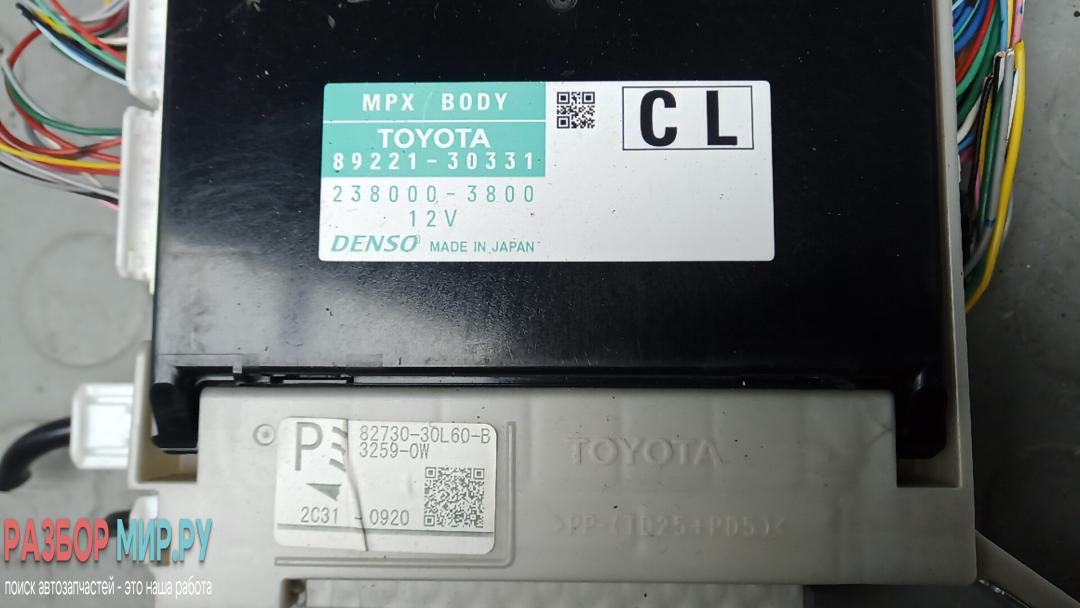 MPX BODY
TOYOTA
89221-30331
238000-3800
12V
DENSO MADE IN JAPAN
CL
P
82730-30L60-B
3259-0W
2C31 -0920
TOYOTA
>PP-(TD25+PD5)<
РАЗБОР МИР.РУ
поиск автозапчастей - это наша работа